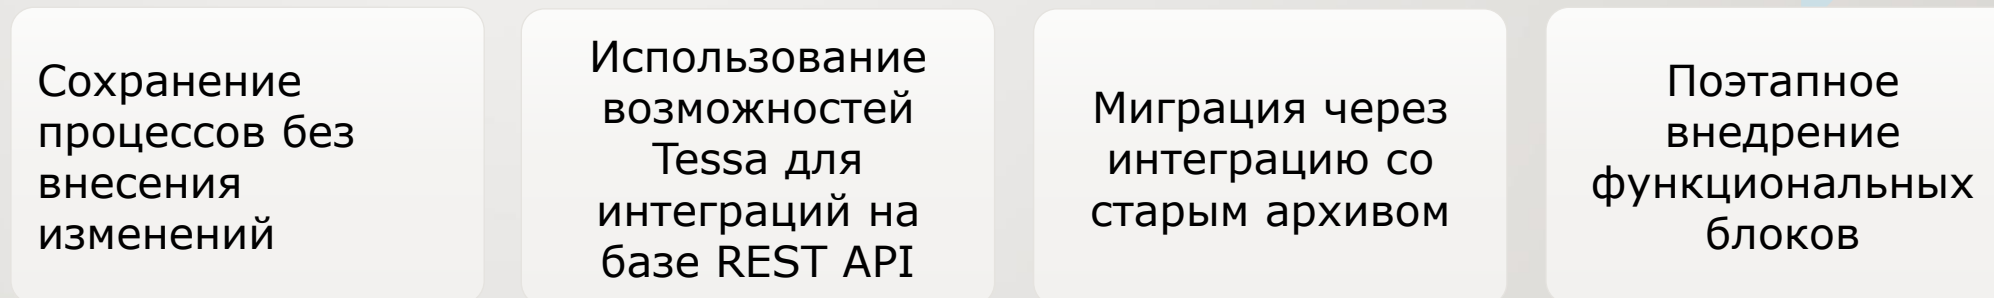 Сохранение
процессов без
внесения
изменений
Использование
возможностей
Tessa для
интеграций на
базе REST API
Миграция через
интеграцию со
старым архивом
Поэтапное
внедрение
функциональных
блоков